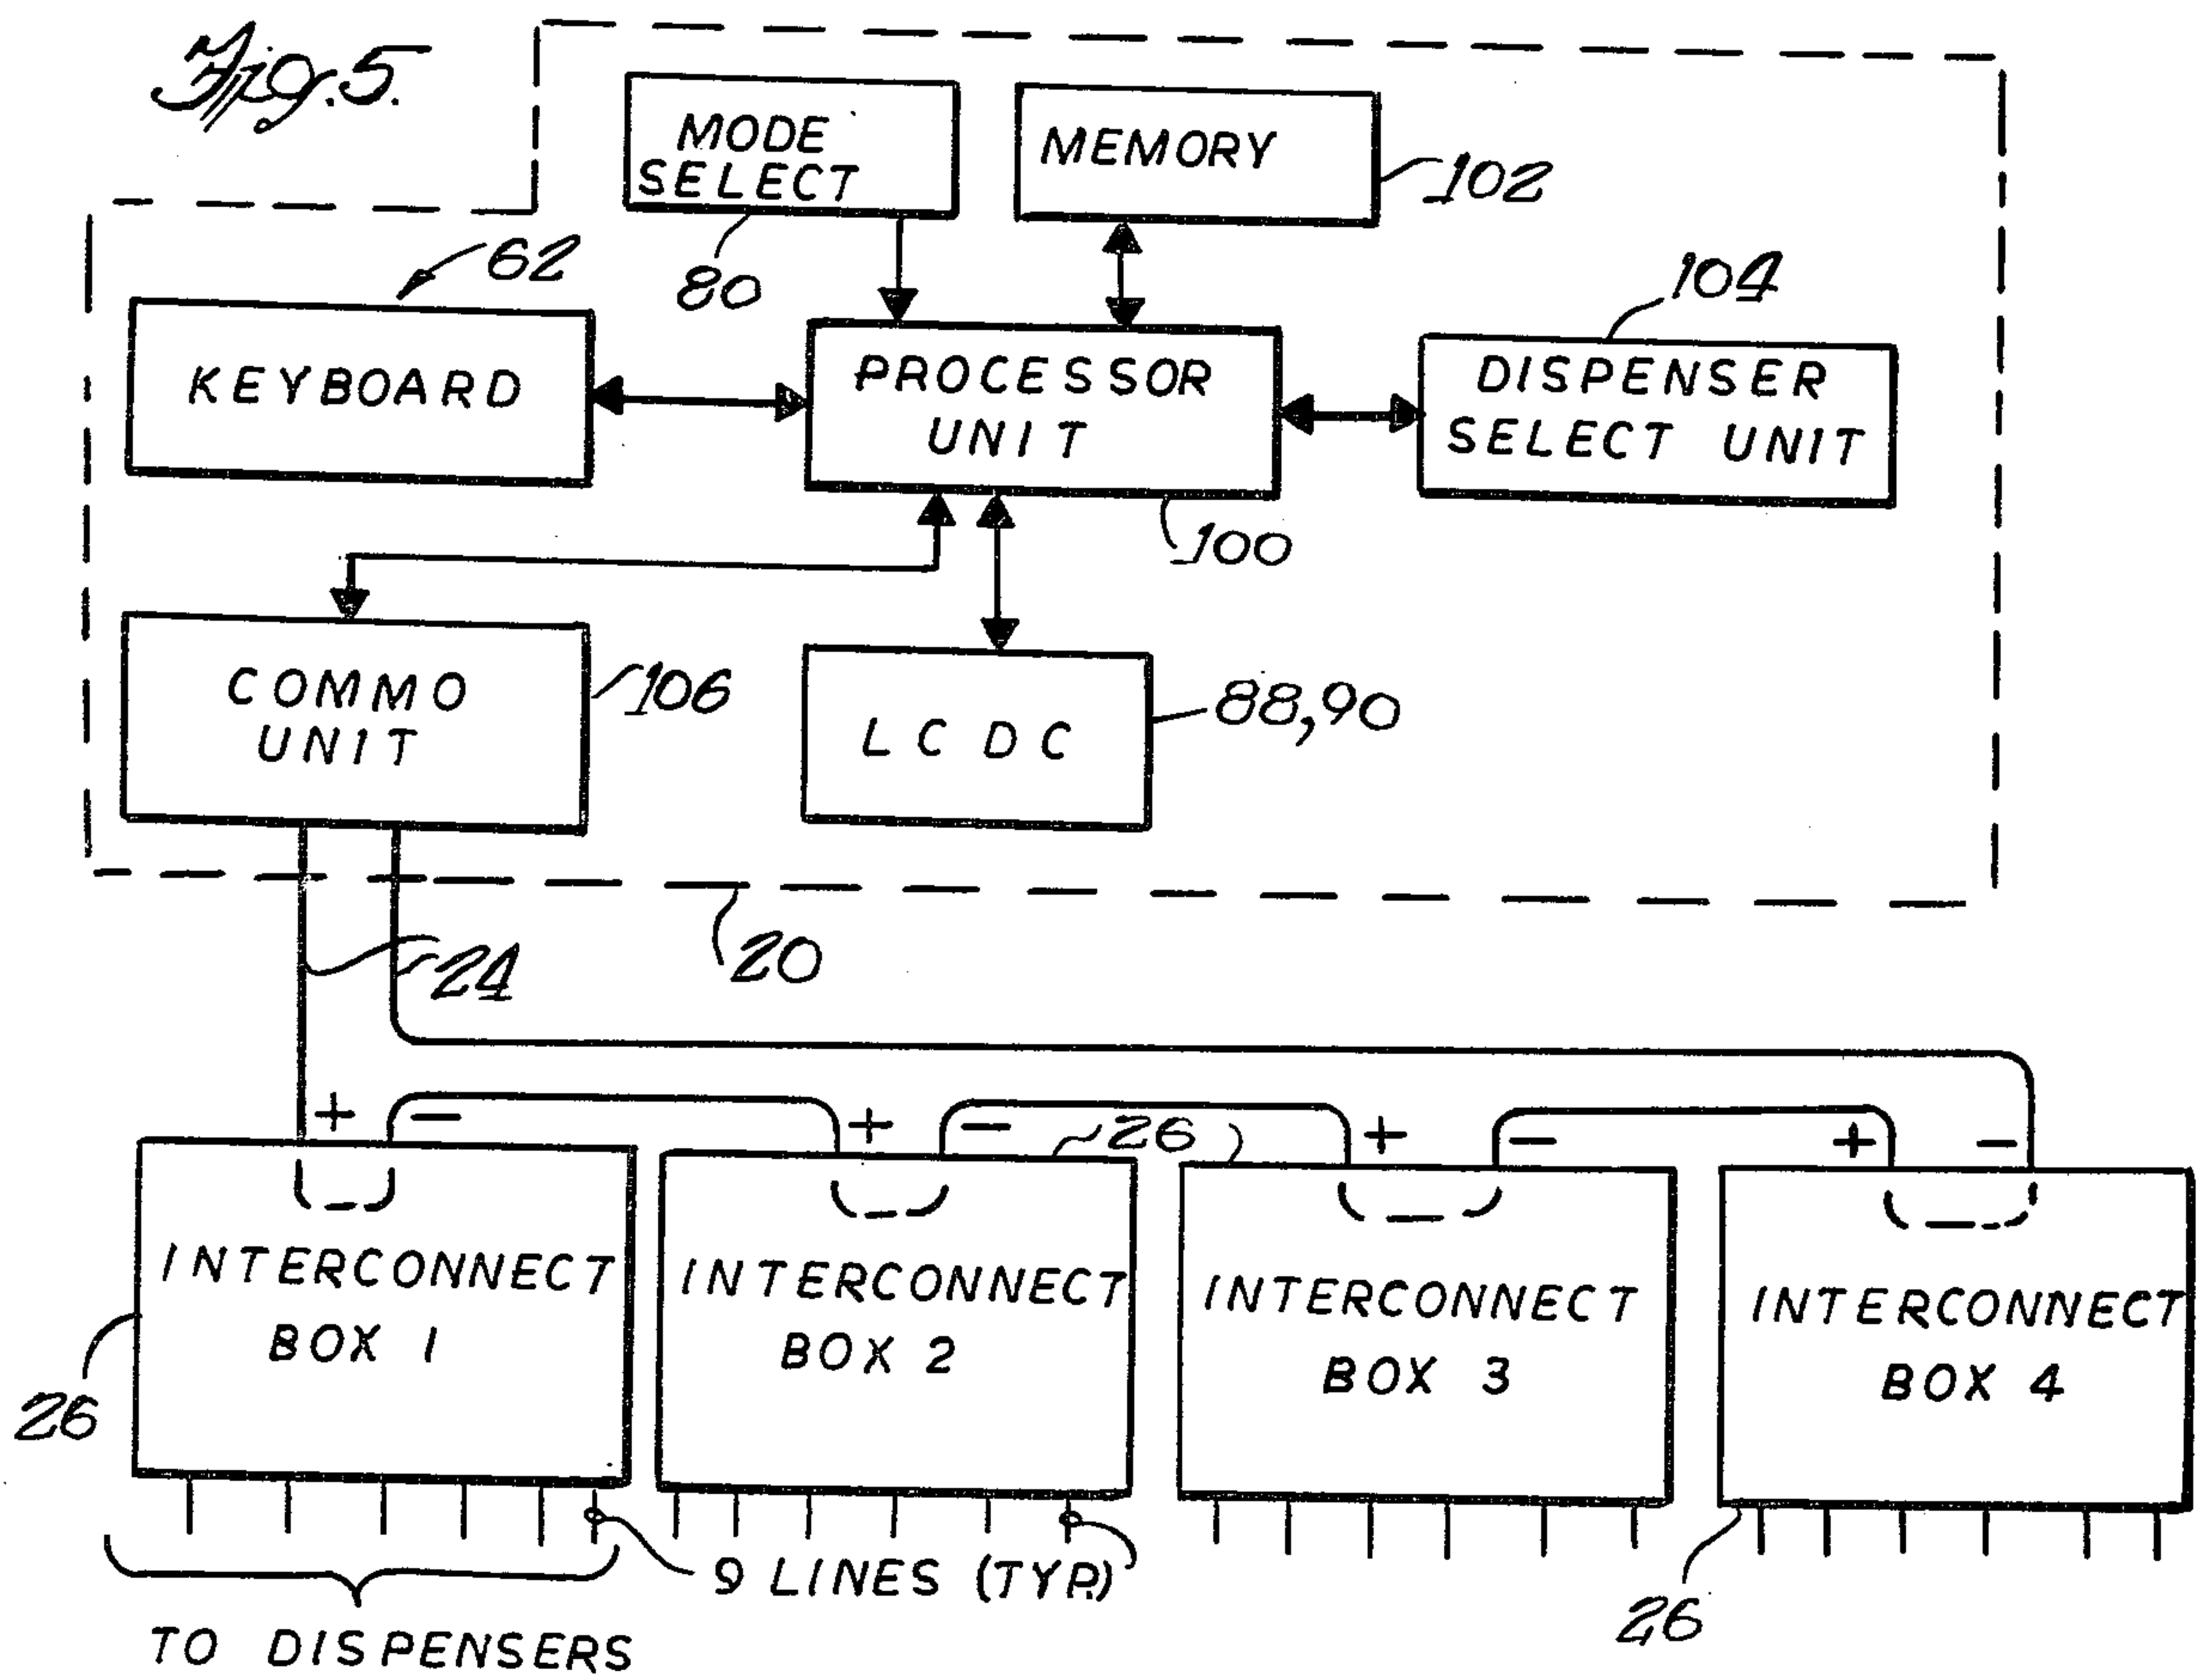 Fig. 5.
MODE
SELECT
MEMORY
102
80
62
104
KEYBOARD
PROCESSOR
UNIT
DISPENSER
SELECT UNIT
100
COMMO
UNIT
106
LCDC
88,90
20
24
+ − + − + − + −
26
INTERCONNECT
BOX 1
INTERCONNECT
BOX 2
INTERCONNECT
BOX 3
INTERCONNECT
BOX 4
26
9 LINES (TYP.)
26
TO DISPENSERS